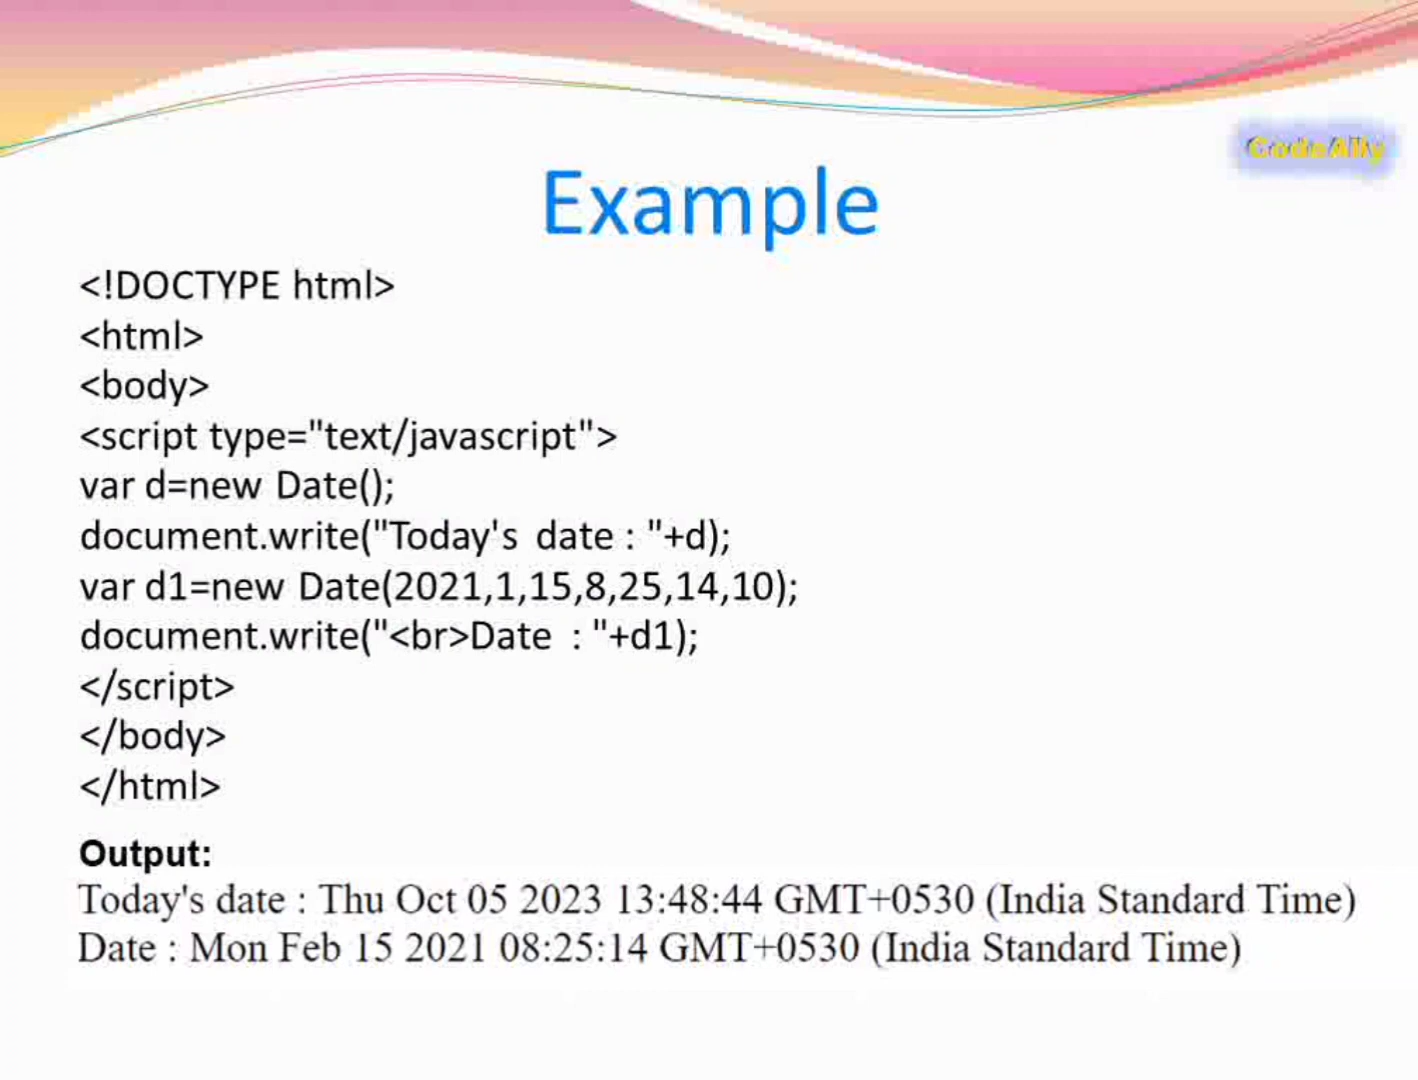 CodeAlly
Example
<!DOCTYPE html>
<html>
<body>
<script type="text/javascript">
var d=new Date();
document.write("Today's date : "+d);
var d1=new Date(2021,1,15,8,25,14,10);
document.write("<br>Date : "+d1);
</script>
</body>
</html>
Output:
Today's date : Thu Oct 05 2023 13:48:44 GMT+0530 (India Standard Time)
Date : Mon Feb 15 2021 08:25:14 GMT+0530 (India Standard Time)